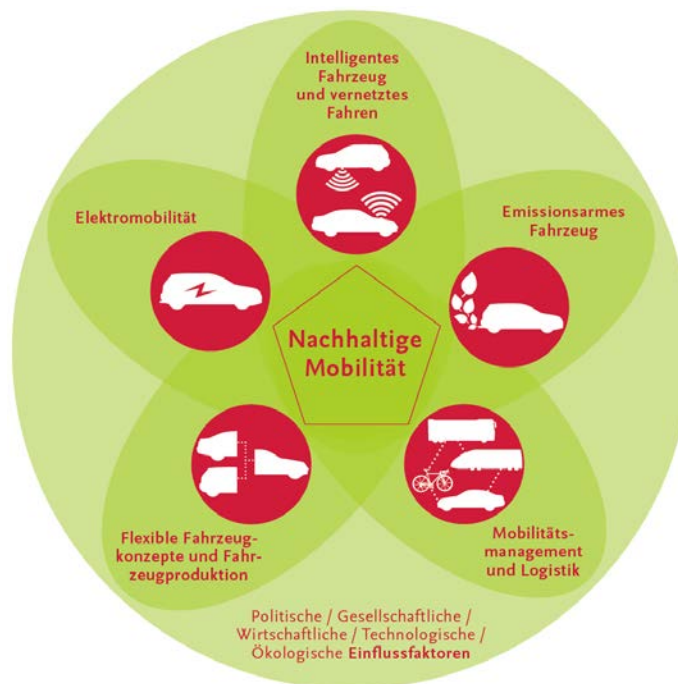 Intelligentes
Fahrzeug
und vernetztes
Fahren
Elektromobilität
Emissionsarmes
Fahrzeug
Nachhaltige
Mobilität
Flexible Fahrzeug-
konzepte und Fahr-
zeugproduktion
Mobilitäts-
management
und Logistik
Politische / Gesellschaftliche /
Wirtschaftliche / Technologische /
Ökologische Einflussfaktoren